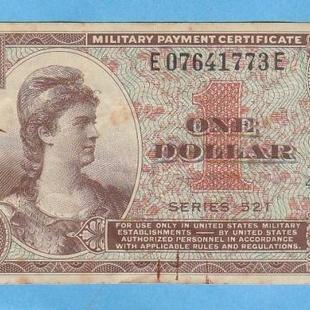 MILITARY PAYMENT CERTIFICATE
E07641773E
1
ONE
DOLLAR
SERIES 521
FOR USE ONLY IN UNITED STATES MILITARY
ESTABLISHMENTS — BY UNITED STATES
AUTHORIZED PERSONNEL IN ACCORDANCE
WITH APPLICABLE RULES AND REGULATIONS.